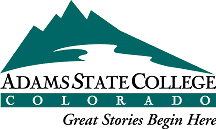 ADAMS STATE COLLEGE
COLORADO
Great Stories Begin Here